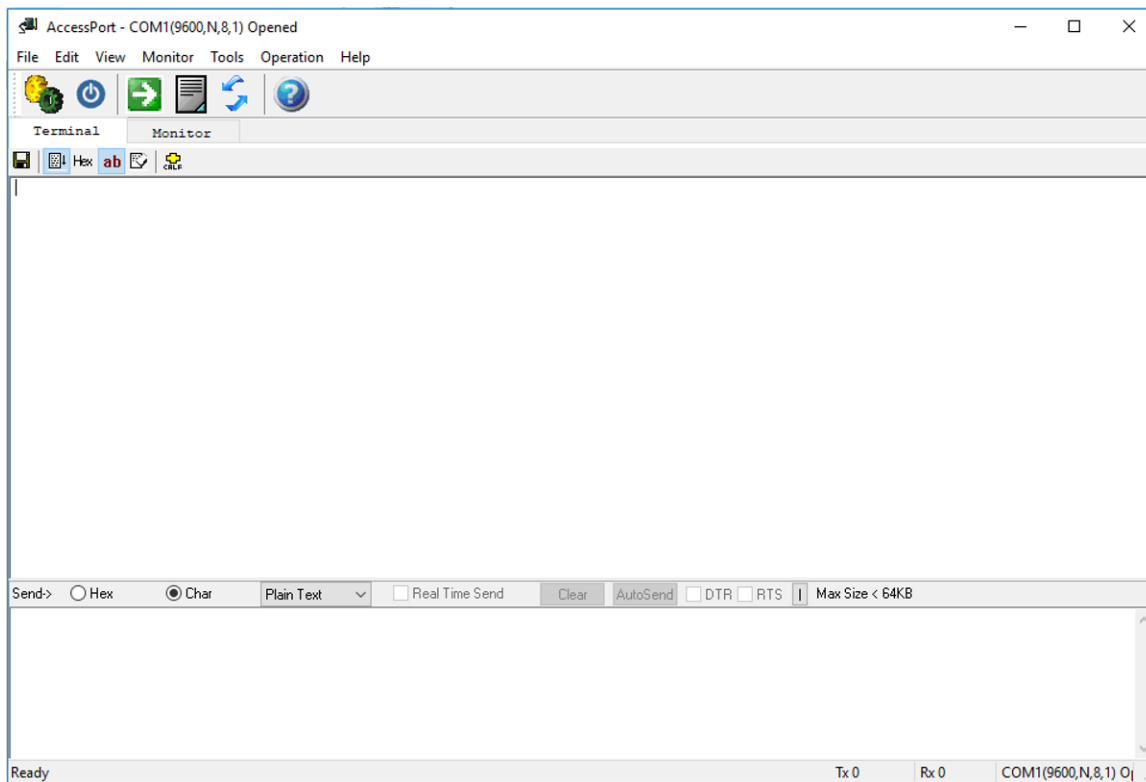 AccessPort - COM1(9600,N,8,1) Opened
File Edit View Monitor Tools Operation Help
Terminal Monitor
Hex ab CRLF
Send-> Hex Char Plain Text Real Time Send Clear AutoSend DTR RTS | Max Size < 64KB
Ready Tx 0 Rx 0 COM1(9600,N,8,1) O